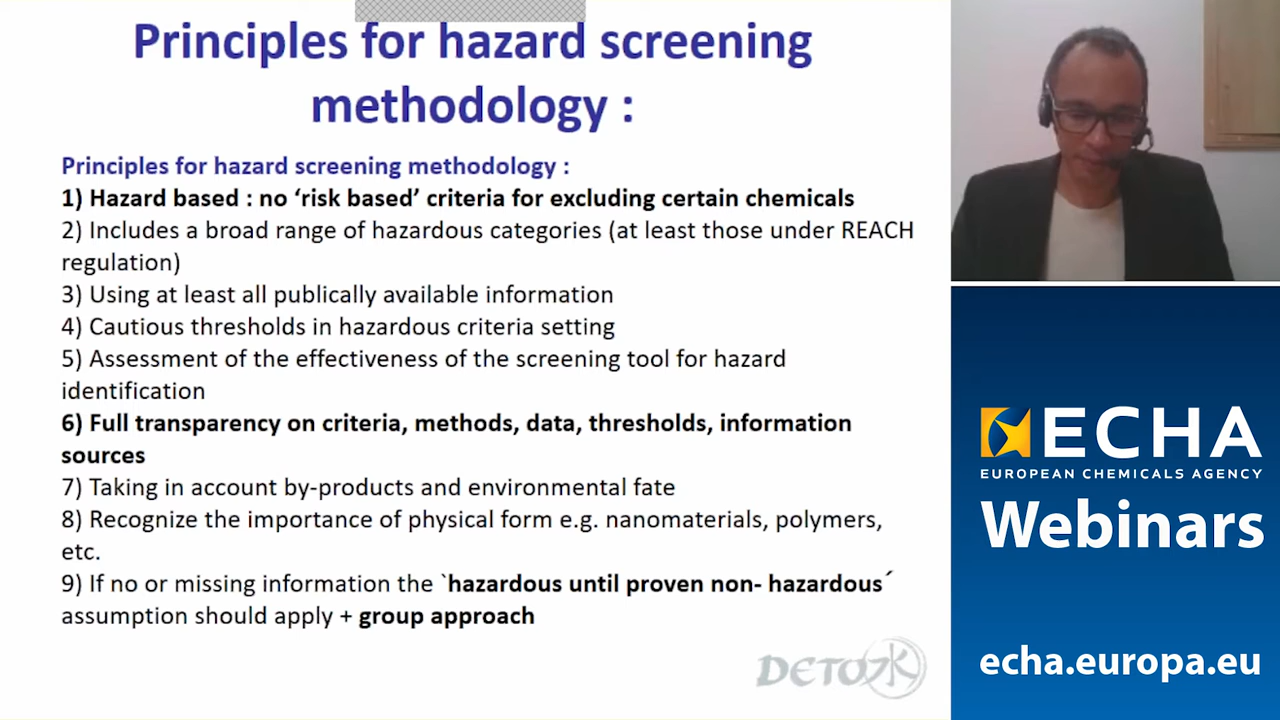 Principles for hazard screening
methodology :
Principles for hazard screening methodology :
1) Hazard based : no ‘risk based’ criteria for excluding certain chemicals
2) Includes a broad range of hazardous categories (at least those under REACH
regulation)
3) Using at least all publically available information
4) Cautious thresholds in hazardous criteria setting
5) Assessment of the effectiveness of the screening tool for hazard
identification
6) Full transparency on criteria, methods, data, thresholds, information
sources
7) Taking in account by-products and environmental fate
8) Recognize the importance of physical form e.g. nanomaterials, polymers,
etc.
9) If no or missing information the `hazardous until proven non- hazardous´
assumption should apply + group approach
DETOX
ECHA
EUROPEAN CHEMICALS AGENCY
Webinars
echa.europa.eu